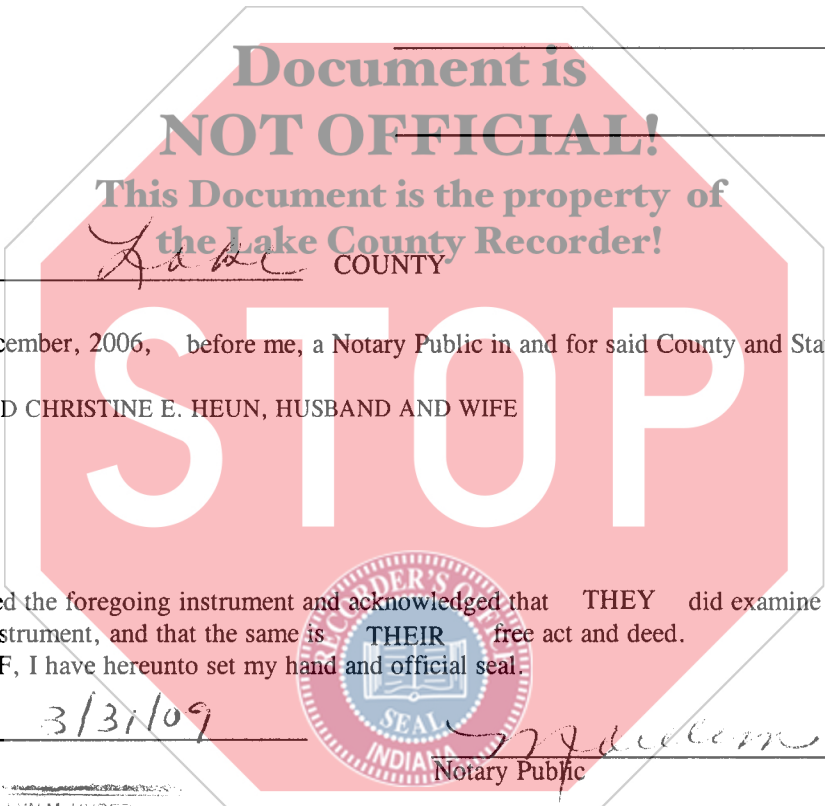 Document is
NOT OFFICIAL!
This Document is the property of
the Lake County Recorder!
Lake COUNTY
cember, 2006, before me, a Notary Public in and for said County and Sta
D CHRISTINE E. HEUN, HUSBAND AND WIFE
STOP
ed the foregoing instrument and acknowledged that THEY did examine
strument, and that the same is THEIR free act and deed.
F, I have hereunto set my hand and official seal.
RECORDER'S OFFICE
SEAL
INDIANA
3/31/09
Notary Public